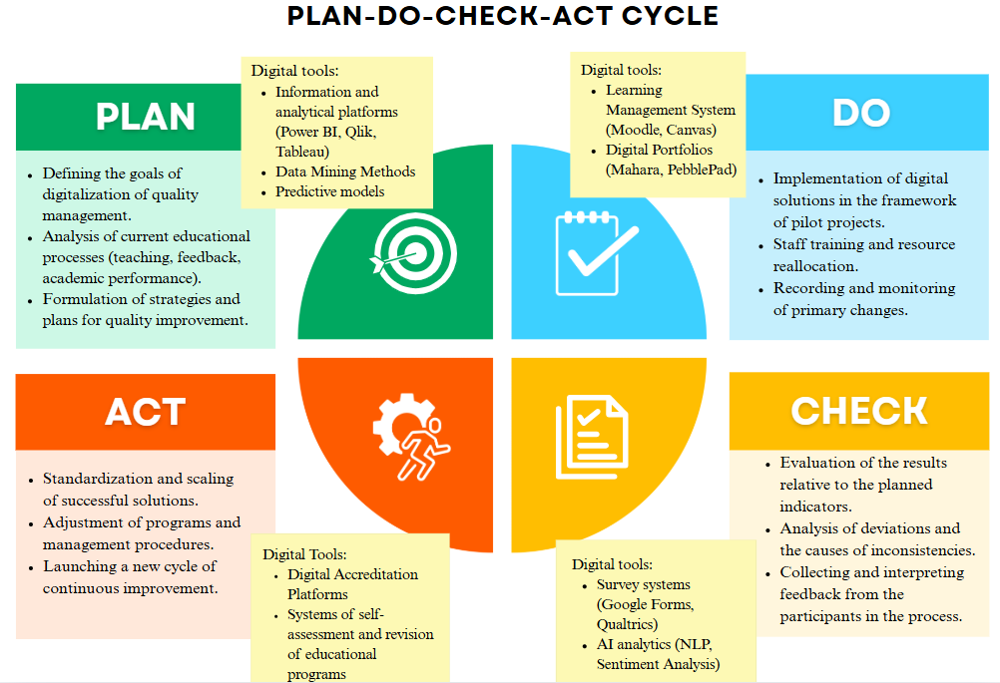 PLAN-DO-CHECK-ACT CYCLE
PLAN
Defining the goals of
digitalization of quality
management.
Analysis of current educational
processes (teaching, feedback,
academic performance).
Formulation of strategies and
plans for quality improvement.
Digital tools:
Information and
analytical platforms
(Power BI, Qlik,
Tableau)
Data Mining Methods
Predictive models
Digital tools:
Learning
Management System
(Moodle, Canvas)
Digital Portfolios
(Mahara, PebblePad)
DO
Implementation of digital
solutions in the framework
of pilot projects.
Staff training and resource
reallocation.
Recording and monitoring
of primary changes.
ACT
Standardization and scaling
of successful solutions.
Adjustment of programs and
management procedures.
Launching a new cycle of
continuous improvement.
Digital Tools:
Digital Accreditation
Platforms
Systems of self-
assessment and revision
of educational
programs
Digital tools:
Survey systems
(Google Forms,
Qualtrics)
AI analytics (NLP,
Sentiment Analysis)
CHECK
Evaluation of the results
relative to the planned
indicators.
Analysis of deviations and
the causes of inconsistencies.
Collecting and interpreting
feedback from the
participants in the process.